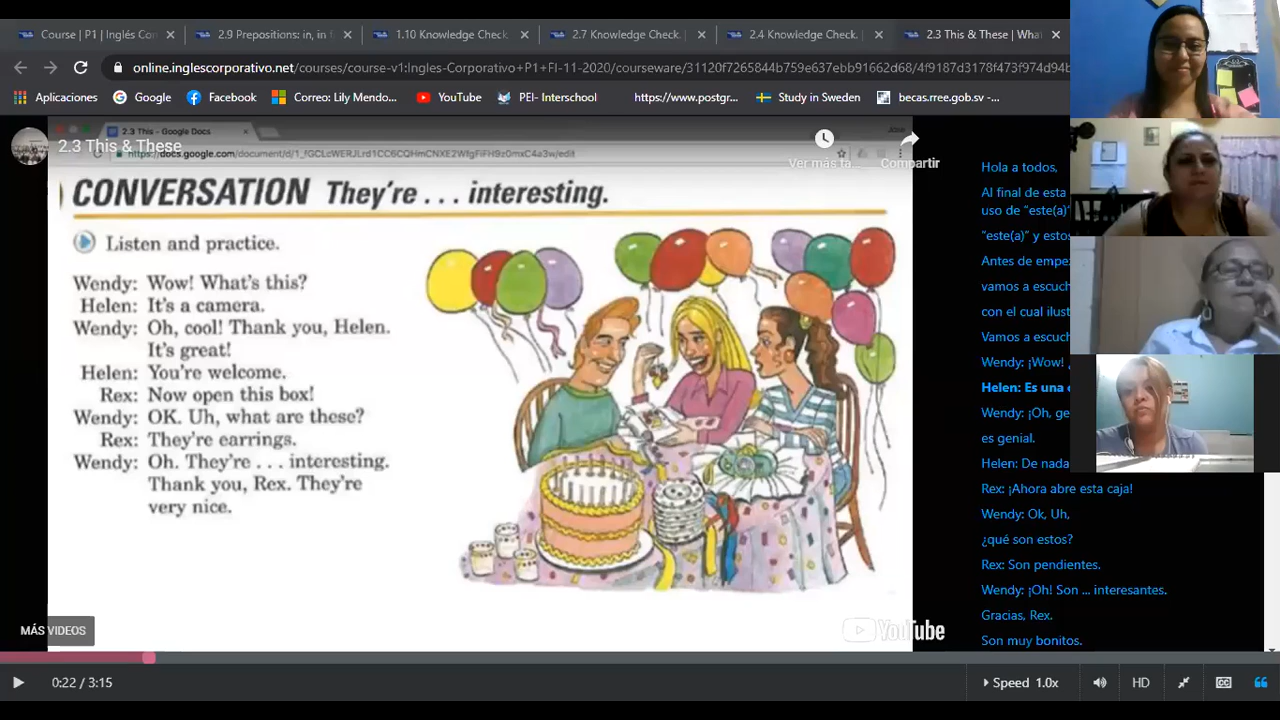 Course | P1 | Inglés Con
2.9 Prepositions: in, in f
1.10 Knowledge Check.
2.7 Knowledge Check. |
2.4 Knowledge Check. |
2.3 This & These | What
online.inglescorporativo.net/courses/course-v1:Ingles-Corporativo+P1+FI-11-2020/courseware/31120f7265844b759e637ebb91662d68/4f9187d3178f473f974d94b
Aplicaciones
Google
Facebook
Correo: Lily Mendo...
YouTube
PEI- Interschool
https://www.postgr...
Study in Sweden
becas.rree.gob.sv -...
2.3 This - Google Docs
2.3 This & These
Ver más ta...
Compartir
CONVERSATION They're . . . interesting.
Listen and practice.
Wendy: Wow! What's this?
Helen: It's a camera.
Wendy: Oh, cool! Thank you, Helen.
It's great!
Helen: You're welcome.
Rex: Now open this box!
Wendy: OK. Uh, what are these?
Rex: They're earrings.
Wendy: Oh. They're . . . interesting.
Thank you, Rex. They're
very nice.
MÁS VIDEOS
YouTube
Hola a todos,
Al final de esta
uso de "este(a)"
"este(a)" y estos
Antes de empe
vamos a escuch
con el cual ilust
Vamos a escuch
Wendy: ¡Wow! ¿
Helen: Es una c
Wendy: ¡Oh, ge
es genial.
Helen: De nada
Rex: ¡Ahora abre esta caja!
Wendy: Ok, Uh,
¿qué son estos?
Rex: Son pendientes.
Wendy: ¡Oh! Son ... interesantes.
Gracias, Rex.
Son muy bonitos.
0:22 / 3:15
Speed 1.0x
HD
CC